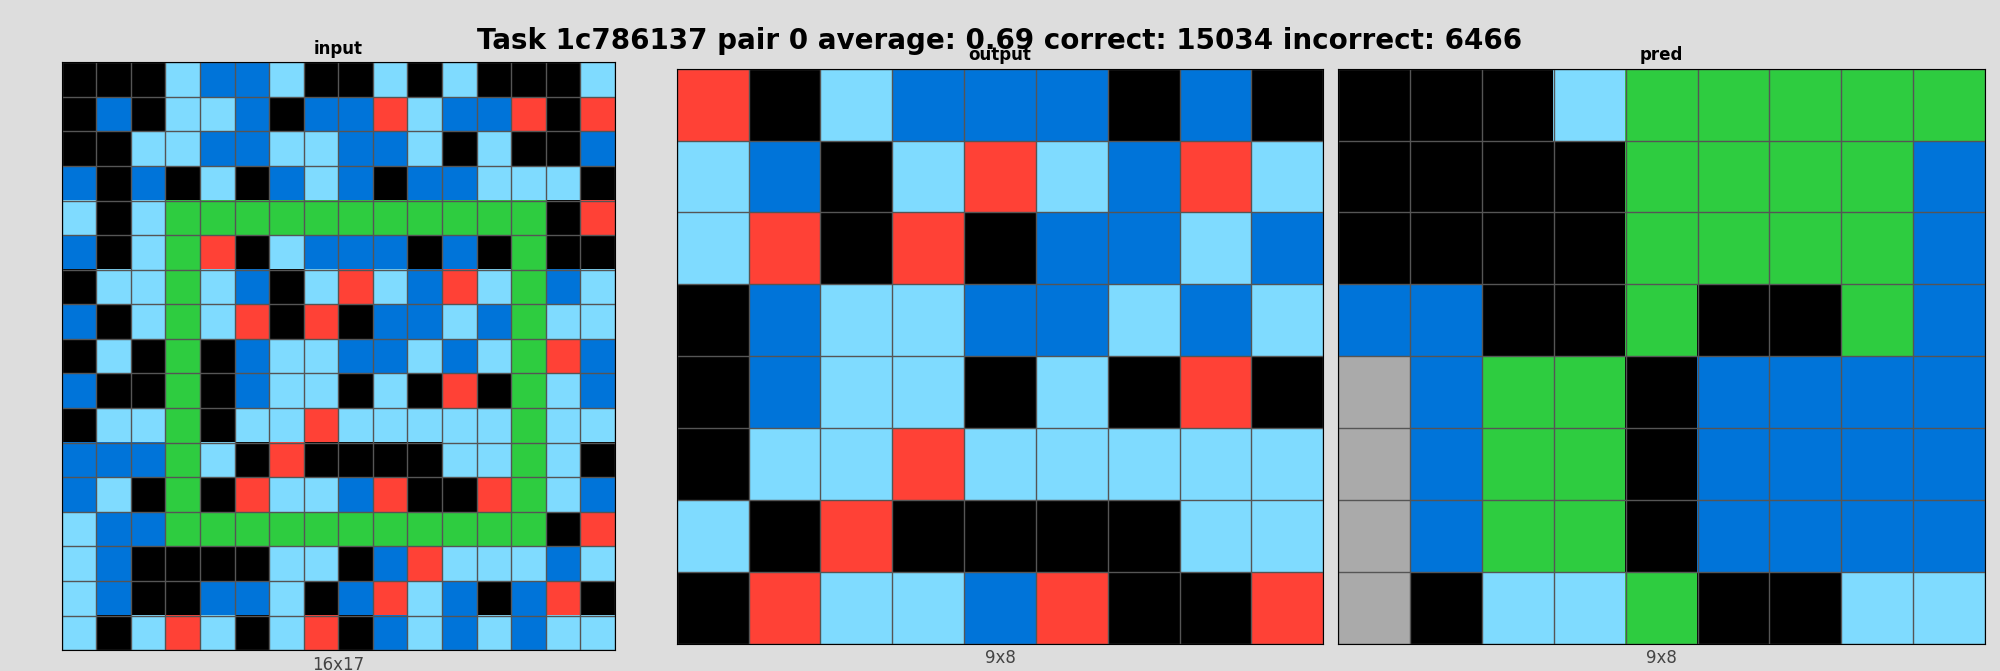 Task 1c786137 pair 0 average: 0.69 correct: 15034 incorrect: 6466
input
output
pred
16x17
9x8
9x8